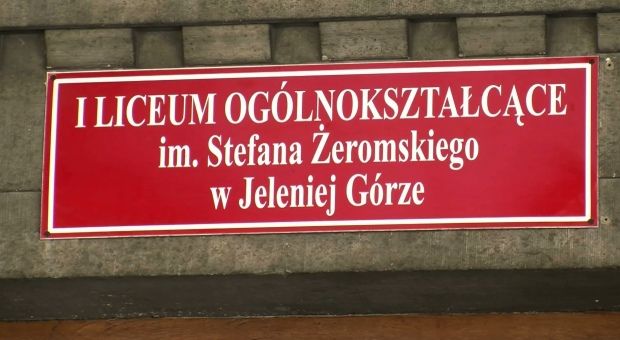 I LICEUM OGÓLNOKSZTAŁCĄCE
im. Stefana Żeromskiego
w Jeleniej Górze